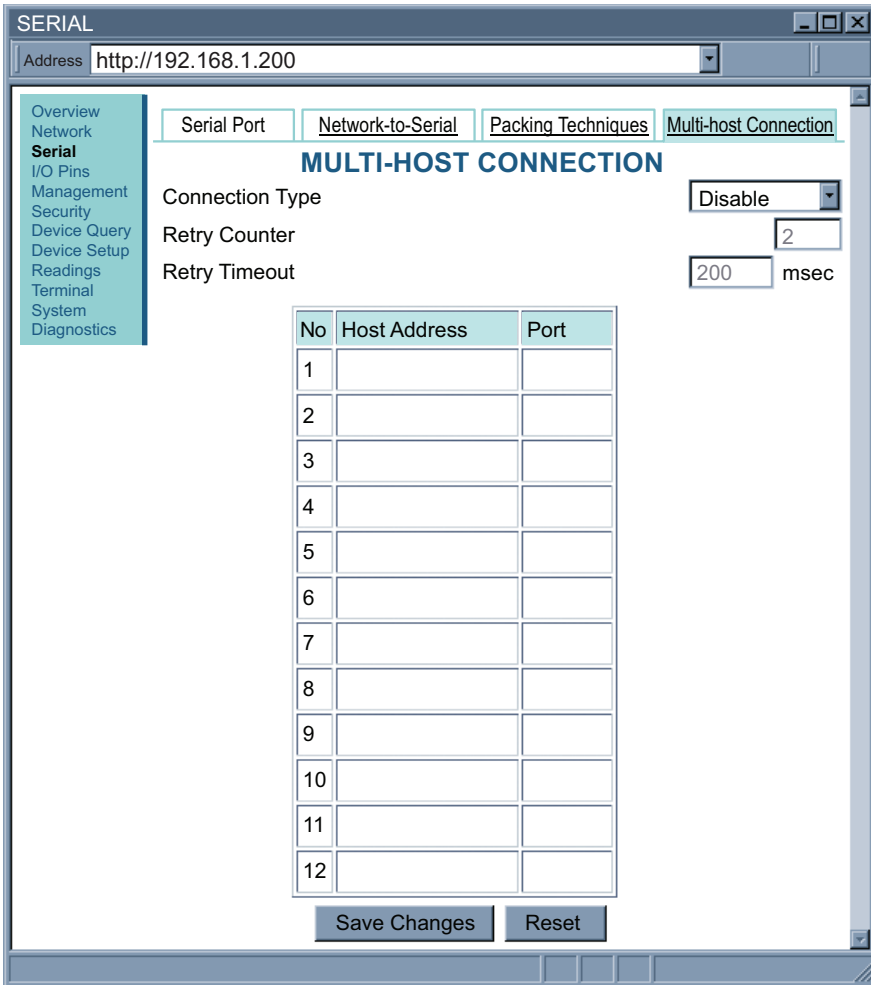 SERIAL
Address http://192.168.1.200
Overview
Network
Serial
I/O Pins
Management
Security
Device Query
Device Setup
Readings
Terminal
System
Diagnostics
Serial Port Network-to-Serial Packing Techniques Multi-host Connection
MULTI-HOST CONNECTION
Connection Type Disable
Retry Counter 2
Retry Timeout 200 msec
No Host Address Port
1
2
3
4
5
6
7
8
9
10
11
12
Save Changes Reset